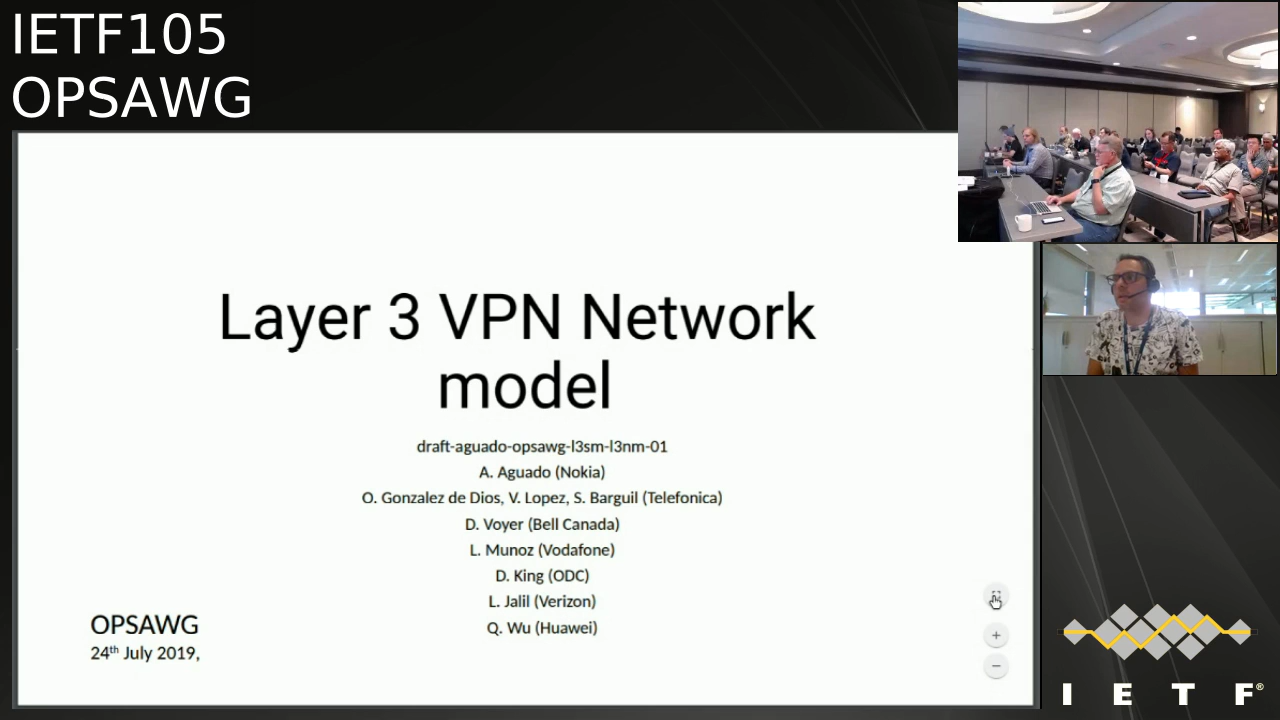 IETF105
OPSAWG
Layer 3 VPN Network
model
draft-aguado-opsawg-l3sm-l3nm-01
A. Aguado (Nokia)
O. Gonzalez de Dios, V. Lopez, S. Barguil (Telefonica)
D. Voyer (Bell Canada)
L. Munoz (Vodafone)
D. King (ODC)
L. Jalil (Verizon)
Q. Wu (Huawei)
OPSAWG
24th July 2019,
I E T F®